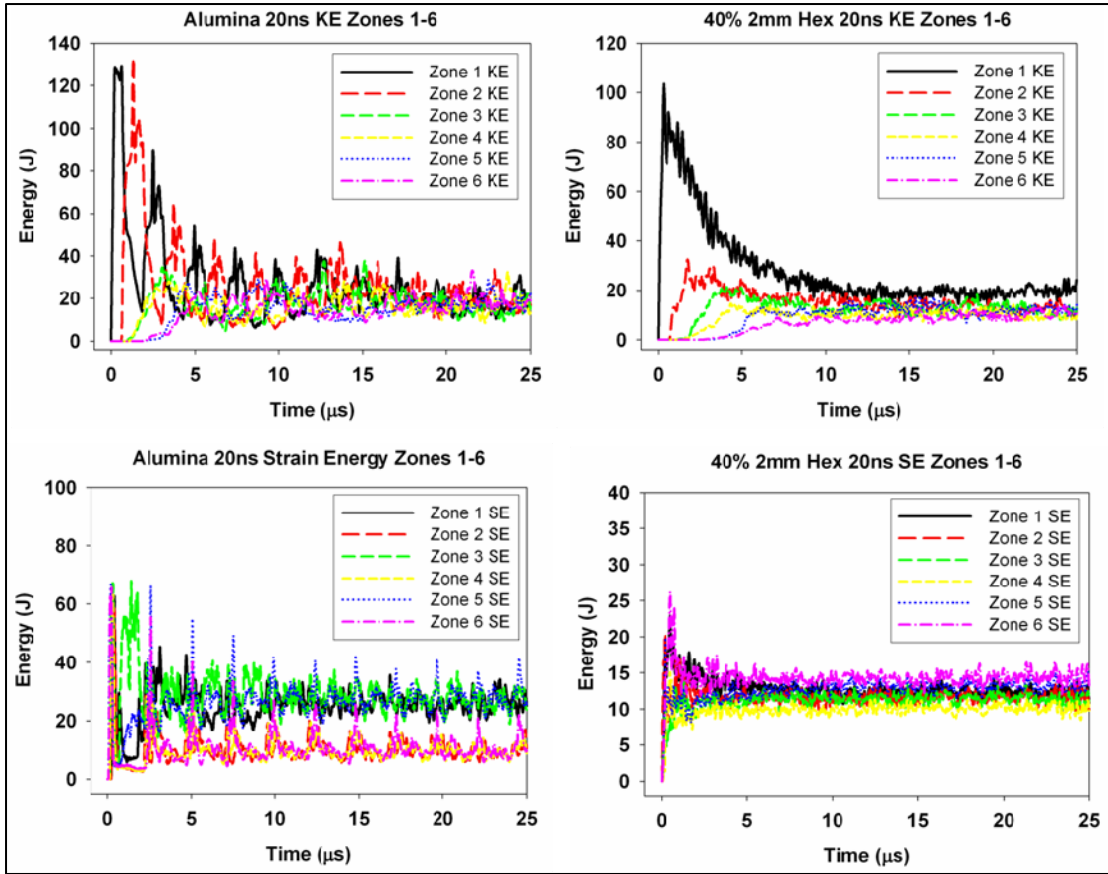 Alumina 20ns KE Zones 1-6
140
120
100
80
60
40
20
0
Energy (J)
Zone 1 KE
Zone 2 KE
Zone 3 KE
Zone 4 KE
Zone 5 KE
Zone 6 KE
0 5 10 15 20 25
Time (μs)
40% 2mm Hex 20ns KE Zones 1-6
120
100
80
60
40
20
0
Energy (J)
Zone 1 KE
Zone 2 KE
Zone 3 KE
Zone 4 KE
Zone 5 KE
Zone 6 KE
0 5 10 15 20 25
Time (μs)
Alumina 20ns Strain Energy Zones 1-6
100
80
60
40
20
0
Energy (J)
Zone 1 SE
Zone 2 SE
Zone 3 SE
Zone 4 SE
Zone 5 SE
Zone 6 SE
0 5 10 15 20 25
Time (μs)
40% 2mm Hex 20ns SE Zones 1-6
40
35
30
25
20
15
10
5
0
Energy (J)
Zone 1 SE
Zone 2 SE
Zone 3 SE
Zone 4 SE
Zone 5 SE
Zone 6 SE
0 5 10 15 20 25
Time (μs)